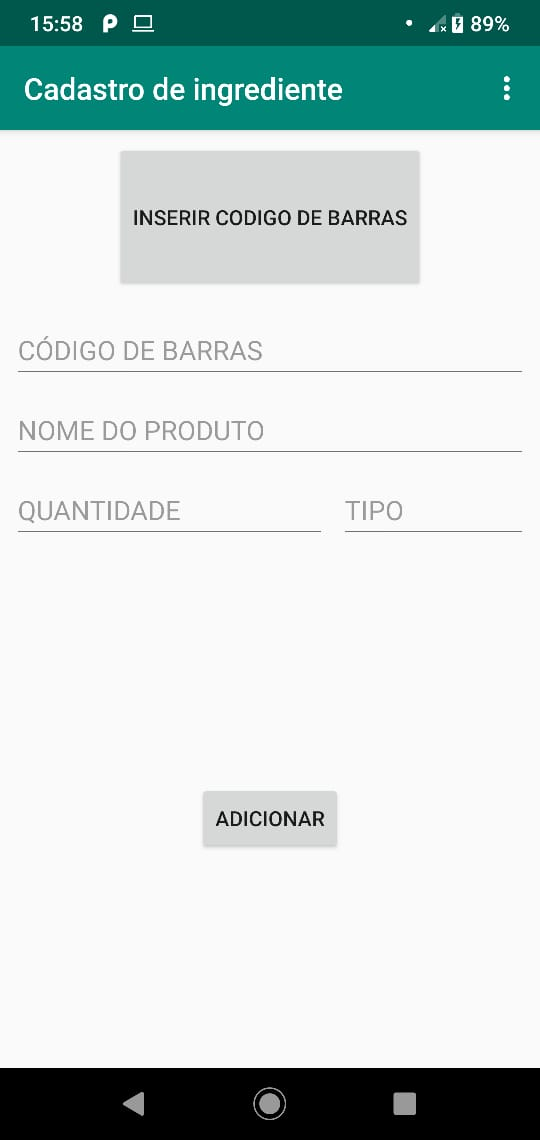 15:58 P 89%
Cadastro de ingrediente
INSERIR CODIGO DE BARRAS
CÓDIGO DE BARRAS
NOME DO PRODUTO
QUANTIDADE TIPO
ADICIONAR